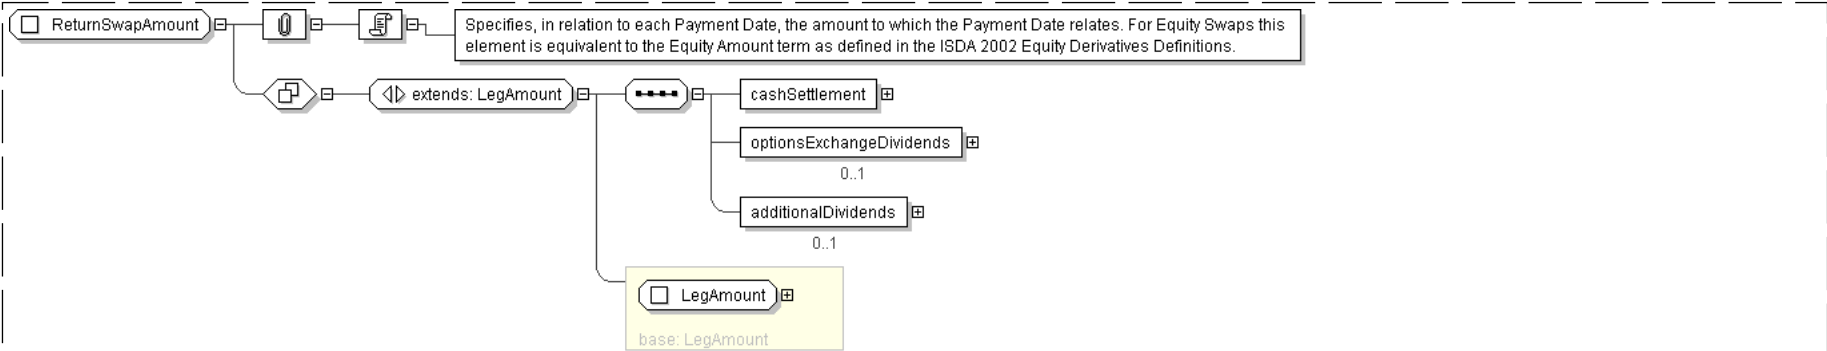 ReturnSwapAmount
Specifies, in relation to each Payment Date, the amount to which the Payment Date relates. For Equity Swaps this
element is equivalent to the Equity Amount term as defined in the ISDA 2002 Equity Derivatives Definitions.
extends: LegAmount
cashSettlement
optionsExchangeDividends
0..1
additionalDividends
0..1
LegAmount
base: LegAmount